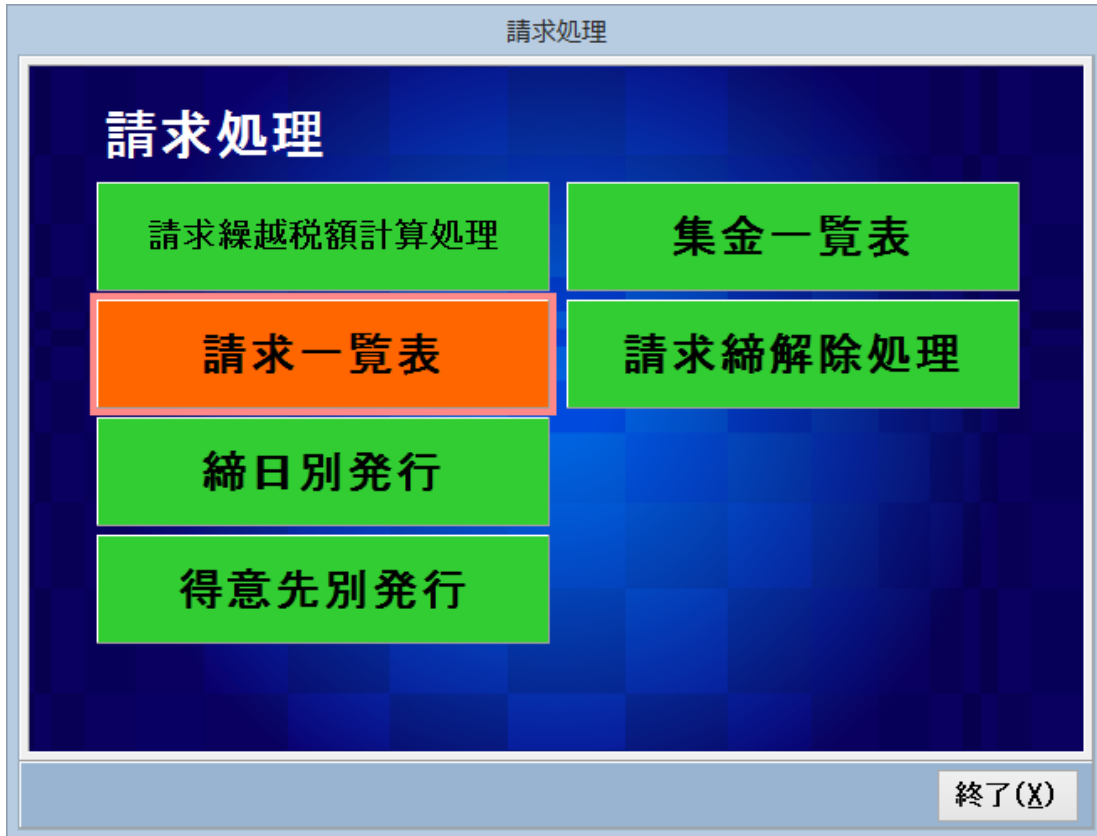 請求処理
請求処理
請求繰越税額計算処理
集金一覧表
請求一覧表
請求締解除処理
締日別発行
得意先別発行
終了(X)